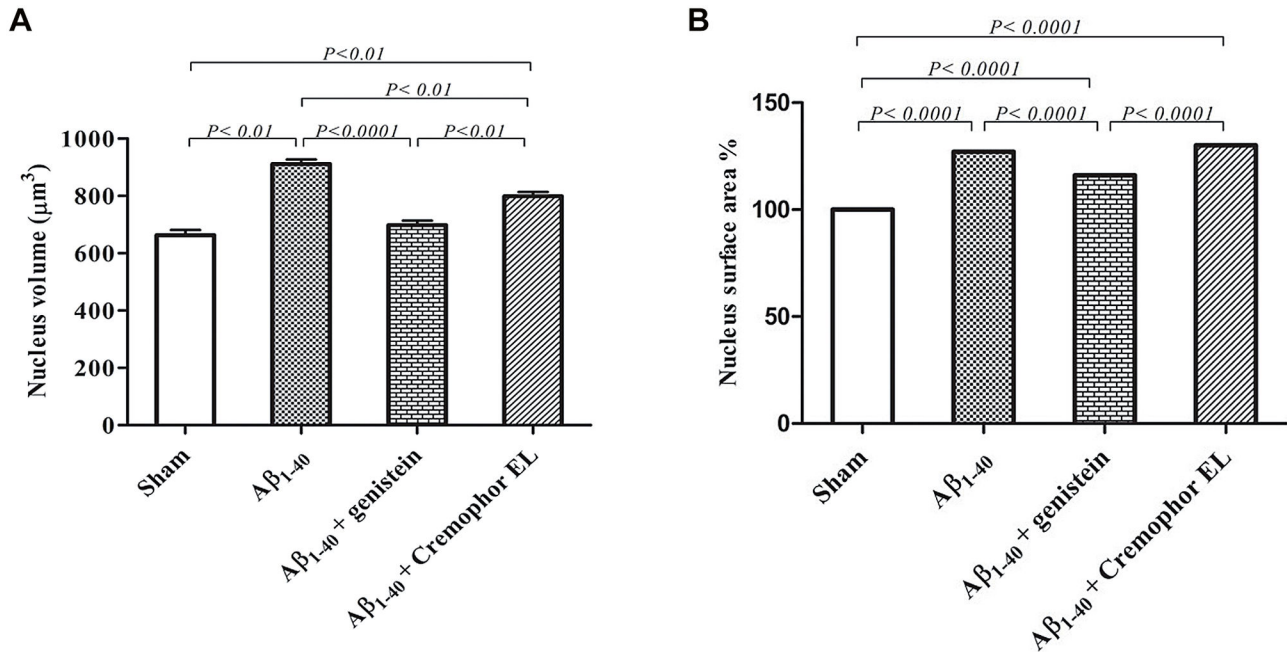 A
P<0.01
P< 0.01
P< 0.01
P<0.0001
P<0.01
Nucleus volume (μm³)
1000
800
600
400
200
0
Sham
Aβ₁₋₄₀
Aβ₁₋₄₀ + genistein
Aβ₁₋₄₀ + Cremophor EL
B
P< 0.0001
P< 0.0001
P< 0.0001
P< 0.0001
P< 0.0001
Nucleus surface area %
150
100
50
0
Sham
Aβ₁₋₄₀
Aβ₁₋₄₀ + genistein
Aβ₁₋₄₀ + Cremophor EL